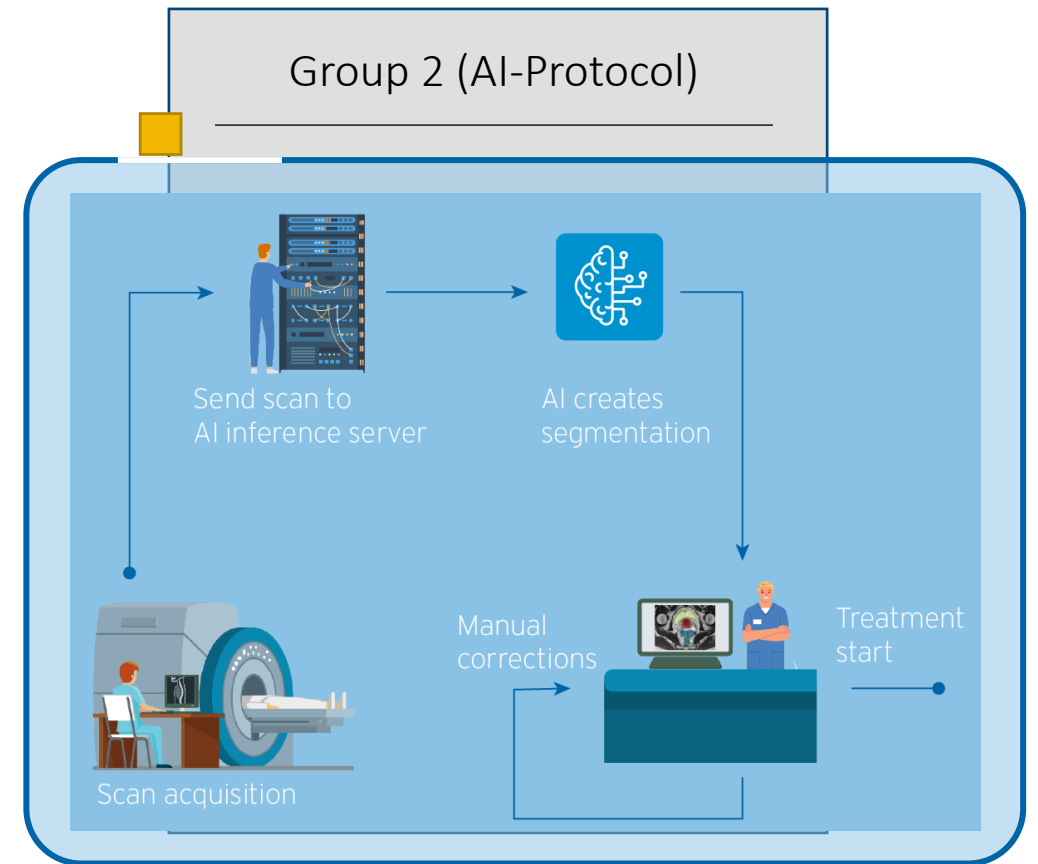 Group 2 (AI-Protocol)
Send scan to
AI inference server
AI creates
segmentation
Manual
corrections
Treatment
start
Scan acquisition